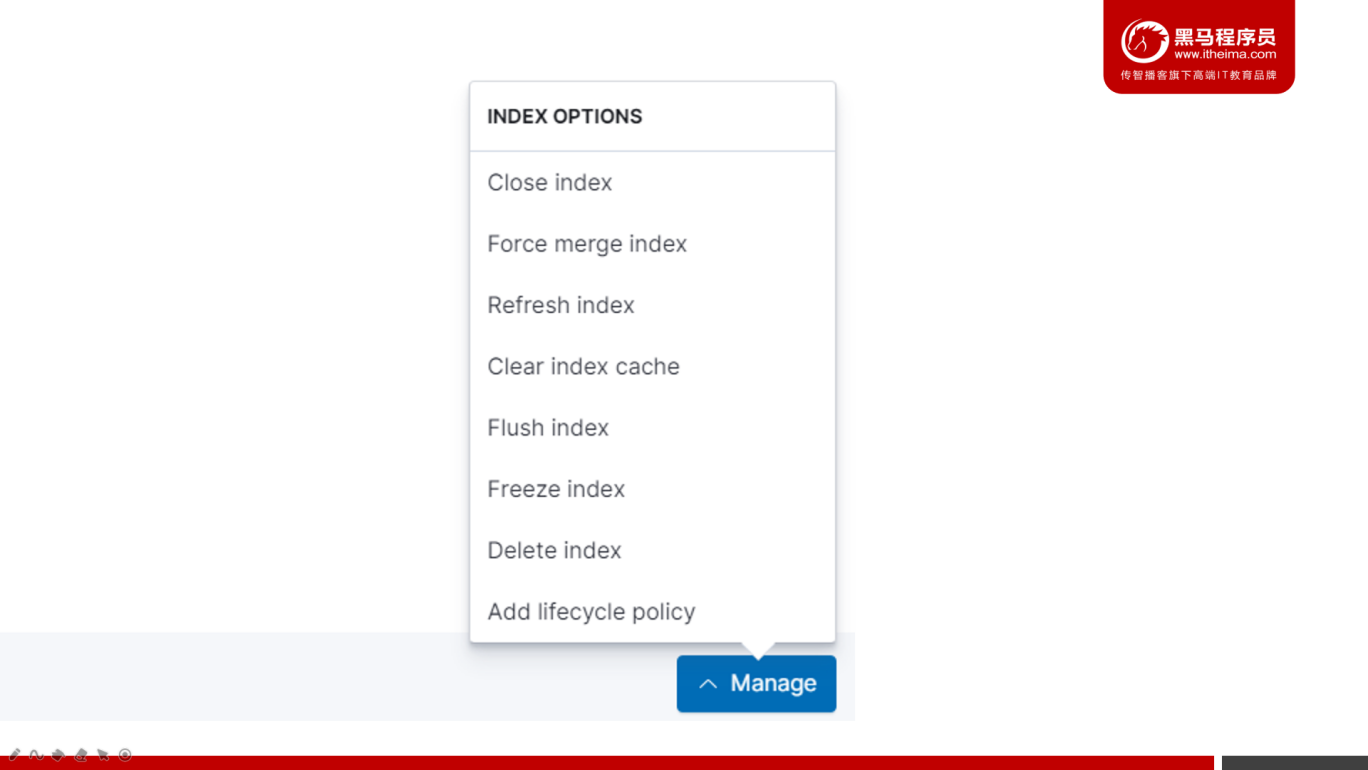 黑马程序员
www.itheima.com
传智播客旗下高端IT教育品牌
INDEX OPTIONS
Close index
Force merge index
Refresh index
Clear index cache
Flush index
Freeze index
Delete index
Add lifecycle policy
Manage